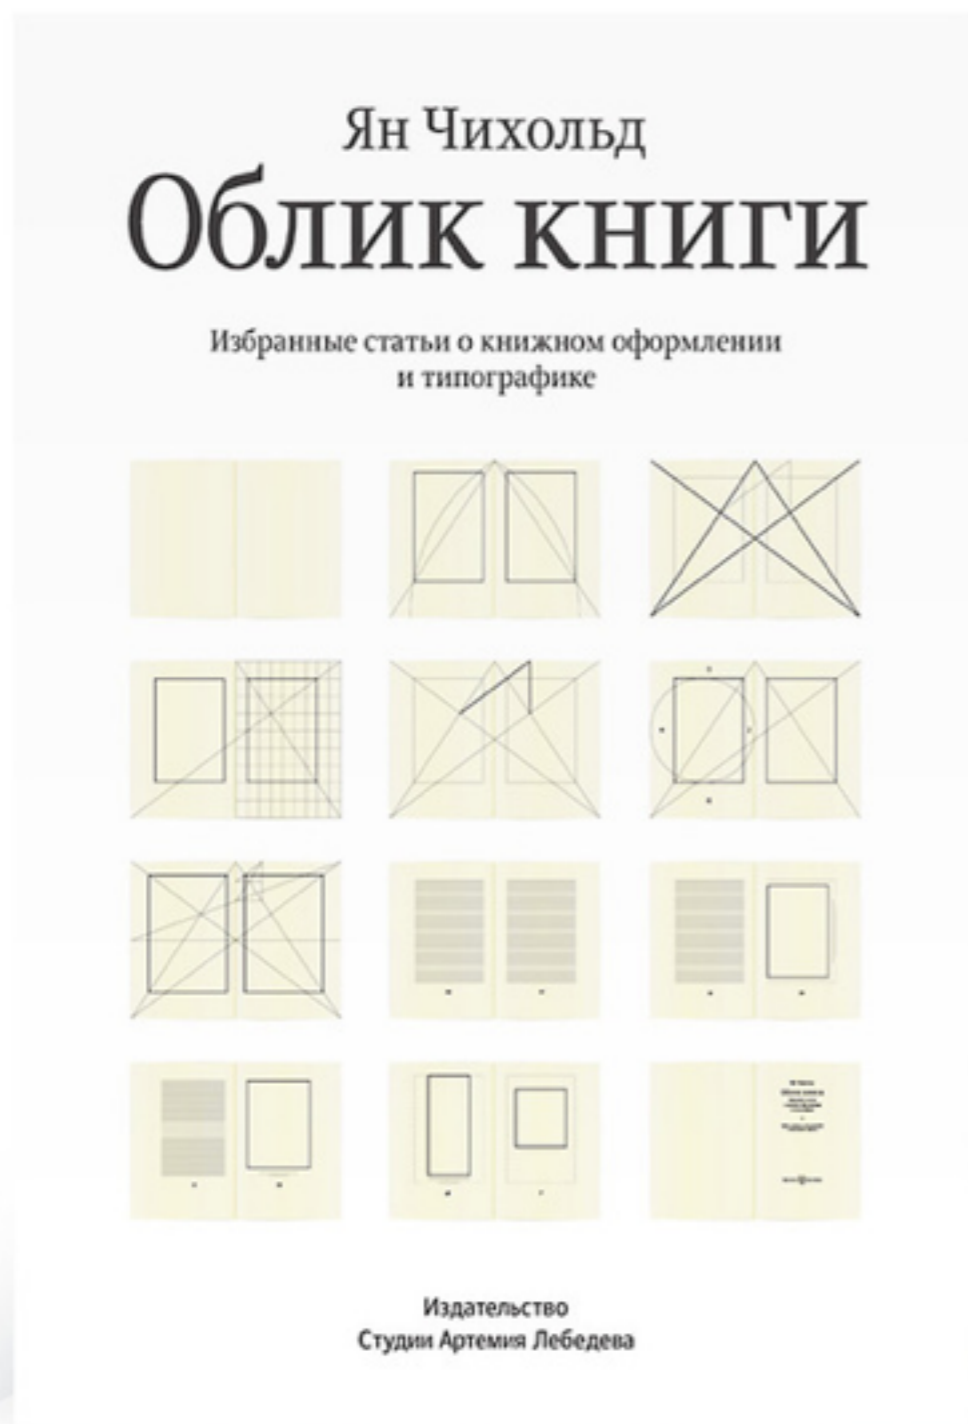 Ян Чихольд
Облик книги
Избранные статьи о книжном оформлении
и типографике
Издательство
Студии Артемия Лебедева